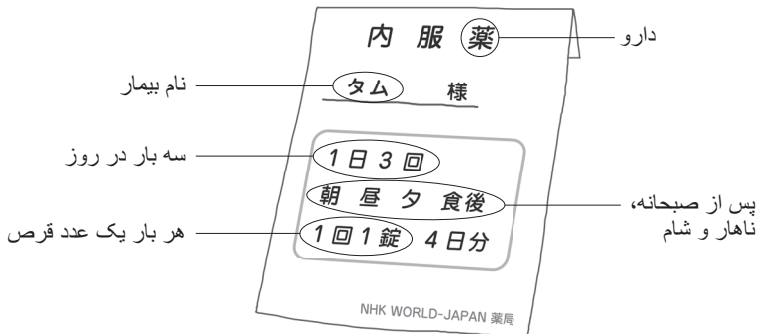 内 服 薬
دارو
タム 様
نام بیمار
1日3回
سه بار در روز
朝 昼 夕 食後
پس از صبحانه،
ناهار و شام
1回1錠 4日分
هر بار یک عدد قرص
NHK WORLD-JAPAN 薬局